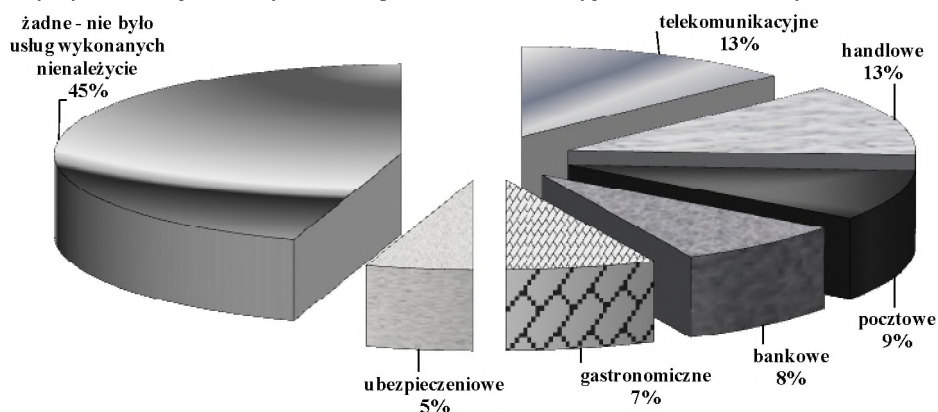 żadne - nie było
usług wykonanych
nienależycie
45%
telekomunikacyjne
13%
handlowe
13%
pocztowe
9%
bankowe
8%
gastronomiczne
7%
ubezpieczeniowe
5%